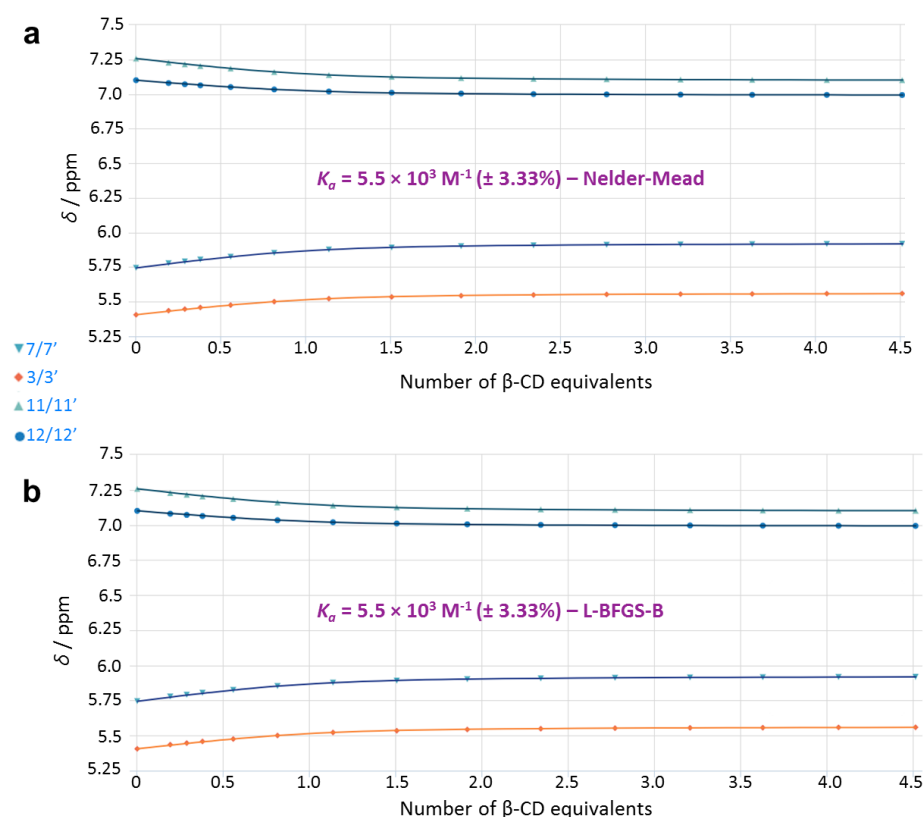 a
7.5
7.25
7.0
6.75
6.5
6.25
6.0
5.75
5.5
5.25
δ / ppm
Kₐ = 5.5 × 10³ M⁻¹ (± 3.33%) – Nelder-Mead
0 0.5 1.0 1.5 2.0 2.5 3.0 3.5 4.0 4.5
Number of β-CD equivalents
7/7’
3/3’
11/11’
12/12’
b
7.5
7.25
7.0
6.75
6.5
6.25
6.0
5.75
5.5
5.25
δ / ppm
Kₐ = 5.5 × 10³ M⁻¹ (± 3.33%) – L-BFGS-B
0 0.5 1.0 1.5 2.0 2.5 3.0 3.5 4.0 4.5
Number of β-CD equivalents